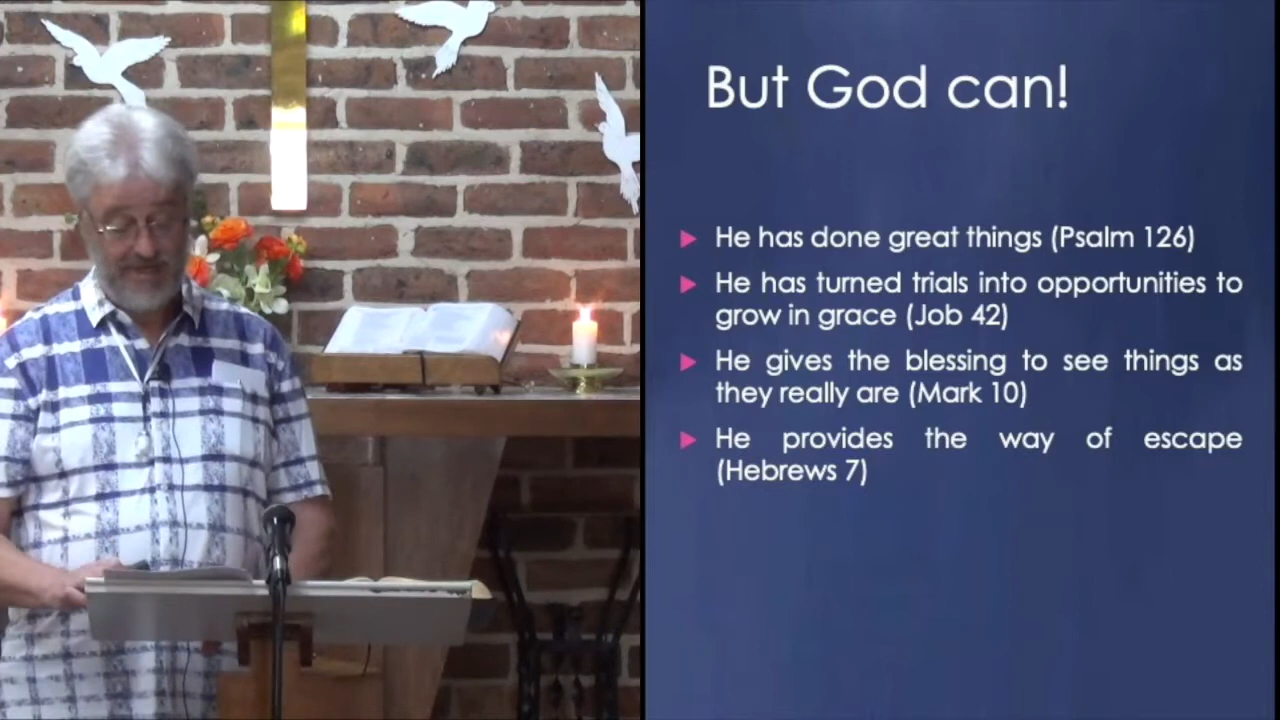 But God can!
He has done great things (Psalm 126)
He has turned trials into opportunities to
grow in grace (Job 42)
He gives the blessing to see things as
they really are (Mark 10)
He provides the way of escape
(Hebrews 7)